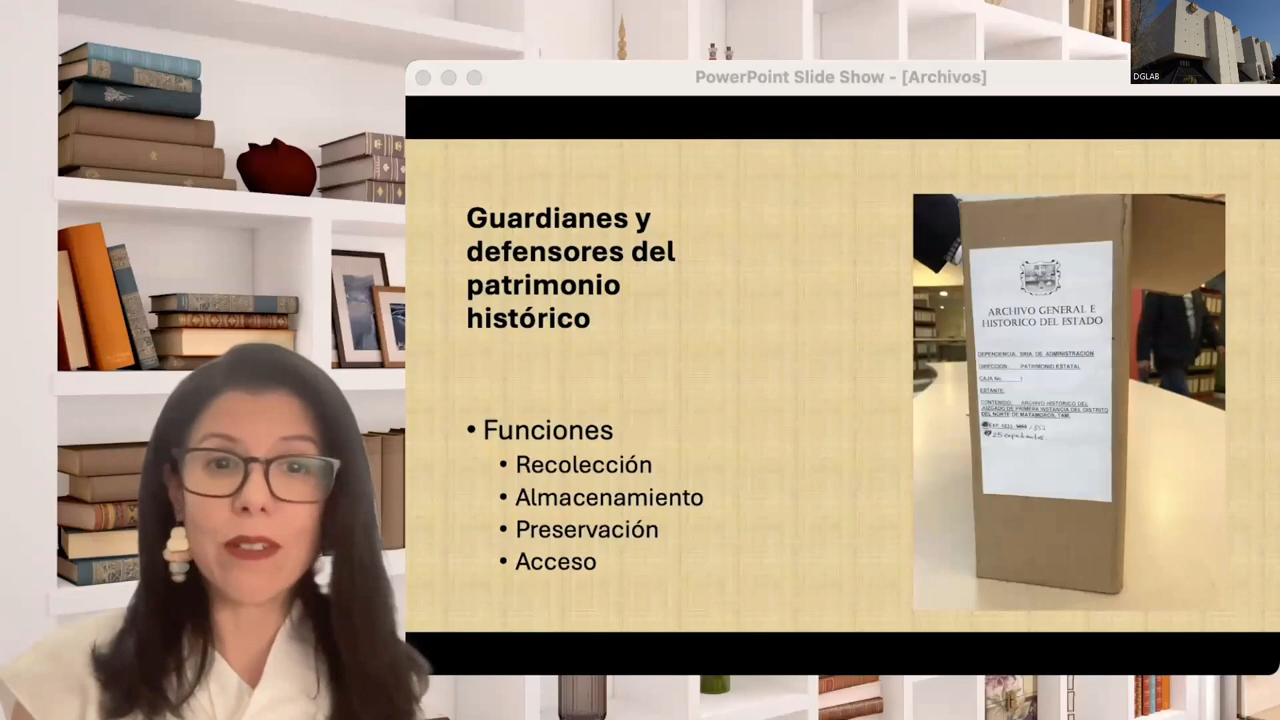 PowerPoint Slide Show - [Archivos]
DGLAB
Guardianes y
defensores del
patrimonio
histórico
• Funciones
• Recolección
• Almacenamiento
• Preservación
• Acceso
ARCHIVO GENERAL E
HISTORICO DEL ESTADO
DEPENDENCIA: SRIA. DE ADMINISTRACIÓN
DIRECCION: PATRIMONIO ESTATAL
CAJA No. 1
ESTANTE:
CONTENIDO: ARCHIVO HISTORICO DEL
JUZGADO DE PRIMERA INSTANCIA DEL DISTRITO
DEL NORTE DE MATAMOROS, TAM.
25 expedientes.